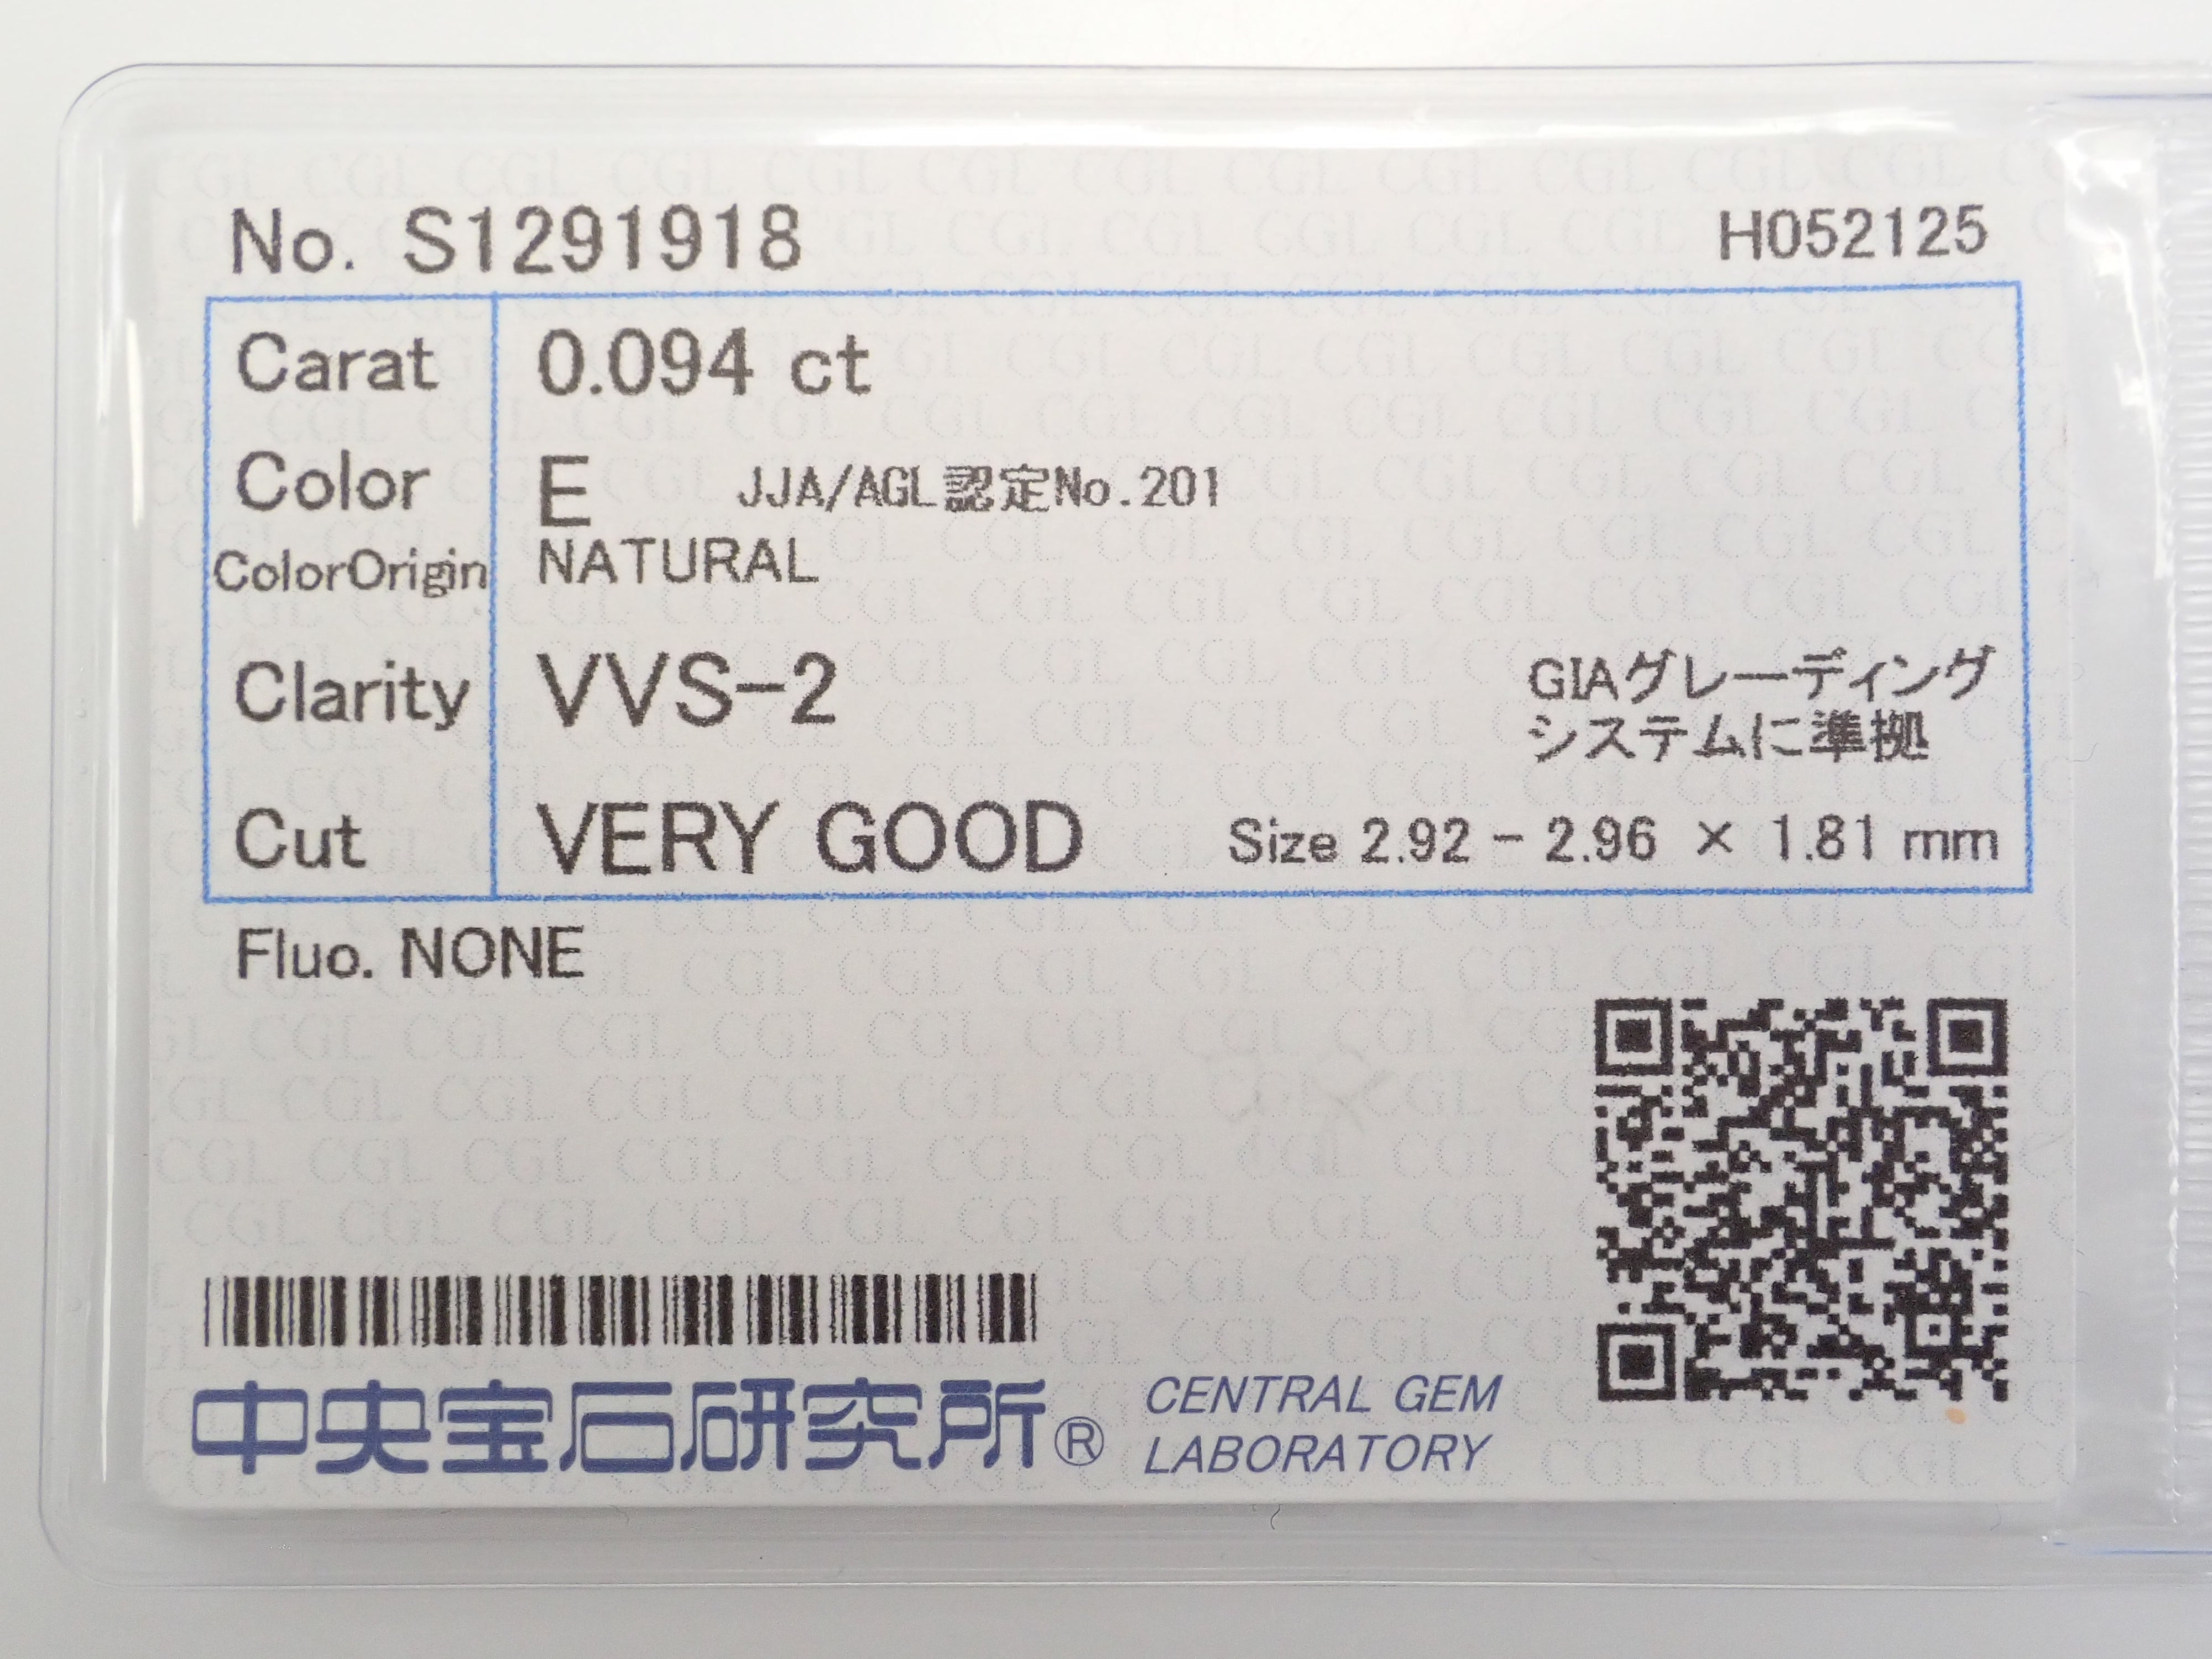 No. S1291918 H052125
Carat 0.094 ct
Color E JJA/AGL認定No.201
ColorOrigin NATURAL
Clarity VVS-2 GIAグレーディング
システムに準拠
Cut VERY GOOD Size 2.92 - 2.96 × 1.81 mm
Fluo. NONE
中央宝石研究所® CENTRAL GEM
LABORATORY